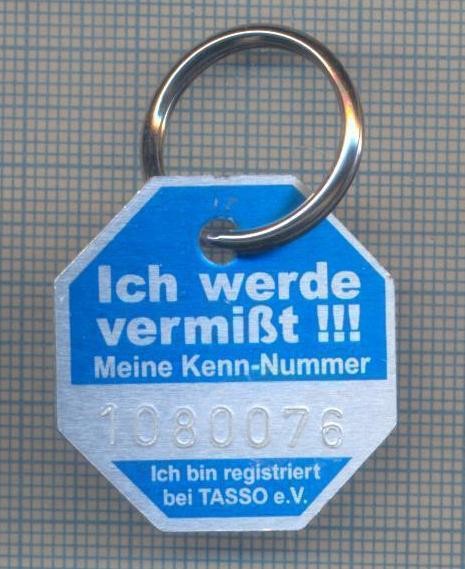 Ich werde
vermißt !!!
Meine Kenn-Nummer
1080076
Ich bin registriert
bei TASSO e.V.